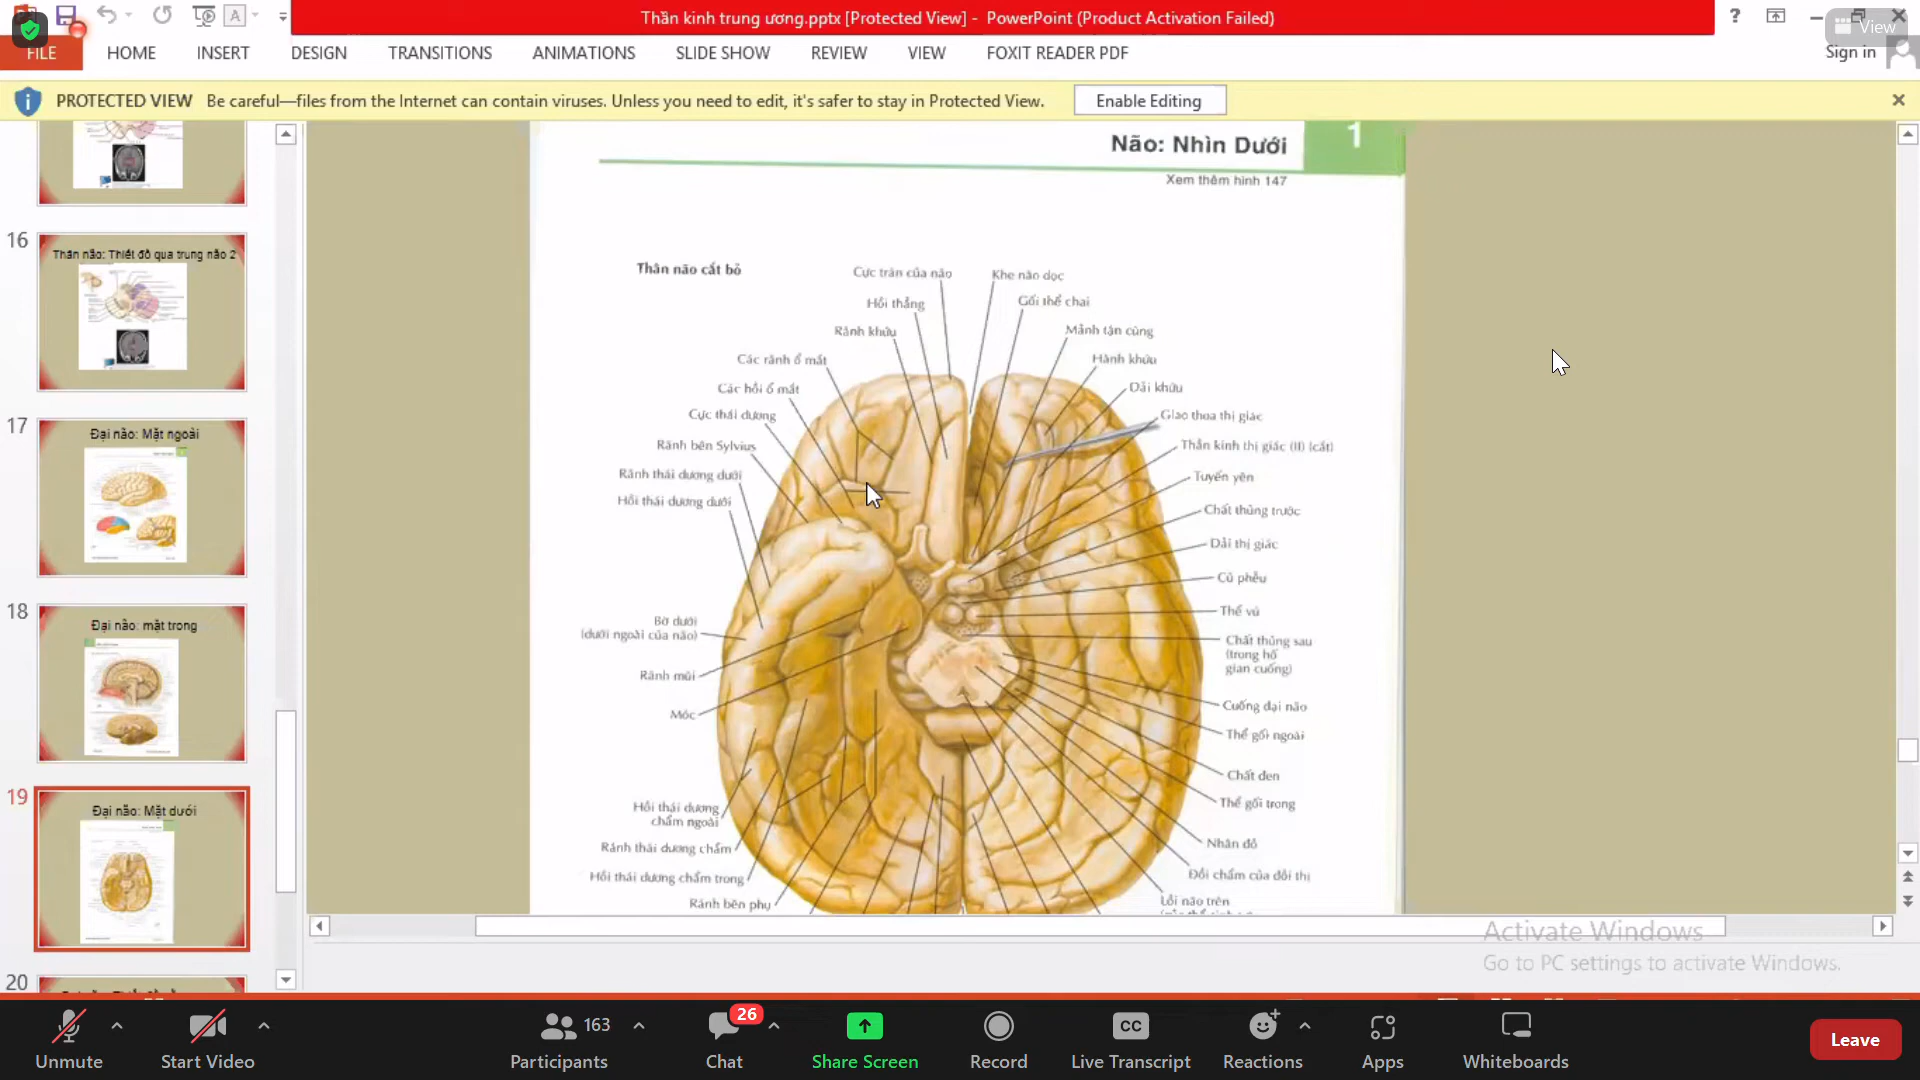 Thần kinh trung ương.pptx [Protected View] - PowerPoint (Product Activation Failed)
View
FILE
HOME
INSERT
DESIGN
TRANSITIONS
ANIMATIONS
SLIDE SHOW
REVIEW
VIEW
FOXIT READER PDF
Sign in
PROTECTED VIEW Be careful—files from the Internet can contain viruses. Unless you need to edit, it's safer to stay in Protected View.
Enable Editing
16
Thân não: Thiết đồ qua trung não 2
17
Đại não: Mặt ngoài
18
Đại não: mặt trong
19
Đại não: Mặt dưới
20
Não: Nhìn Dưới
1
Xem thêm hình 147
Thân não cắt bỏ
Cực trán của não
Khe não dọc
Hồi thẳng
Gối thể chai
Rãnh khứu
Mảnh tận cùng
Các rãnh ổ mắt
Hành khứu
Các hồi ổ mắt
Dải khứu
Cực thái dương
Giao thoa thị giác
Rãnh bên Sylvius
Thần kinh thị giác (II) (cắt)
Rãnh thái dương dưới
Tuyến yên
Hồi thái dương dưới
Chất thủng trước
Dải thị giác
Củ phễu
Thể vú
Bờ dưới
(dưới ngoài của não)
Chất thủng sau
(trong hố
gian cuống)
Rãnh mũi
Móc
Cuống đại não
Thể gối ngoài
Chất đen
Thể gối trong
Hồi thái dương
chẩm ngoài
Rãnh thái dương chẩm
Nhân đỏ
Hồi thái dương chẩm trong
Đồi chẩm của đồi thị
Rãnh bên phụ
Lồi não trên
Activate Windows
Go to PC settings to activate Windows.
Unmute
Start Video
163
Participants
26
Chat
Share Screen
Record
CC
Live Transcript
Reactions
Apps
Whiteboards
Leave